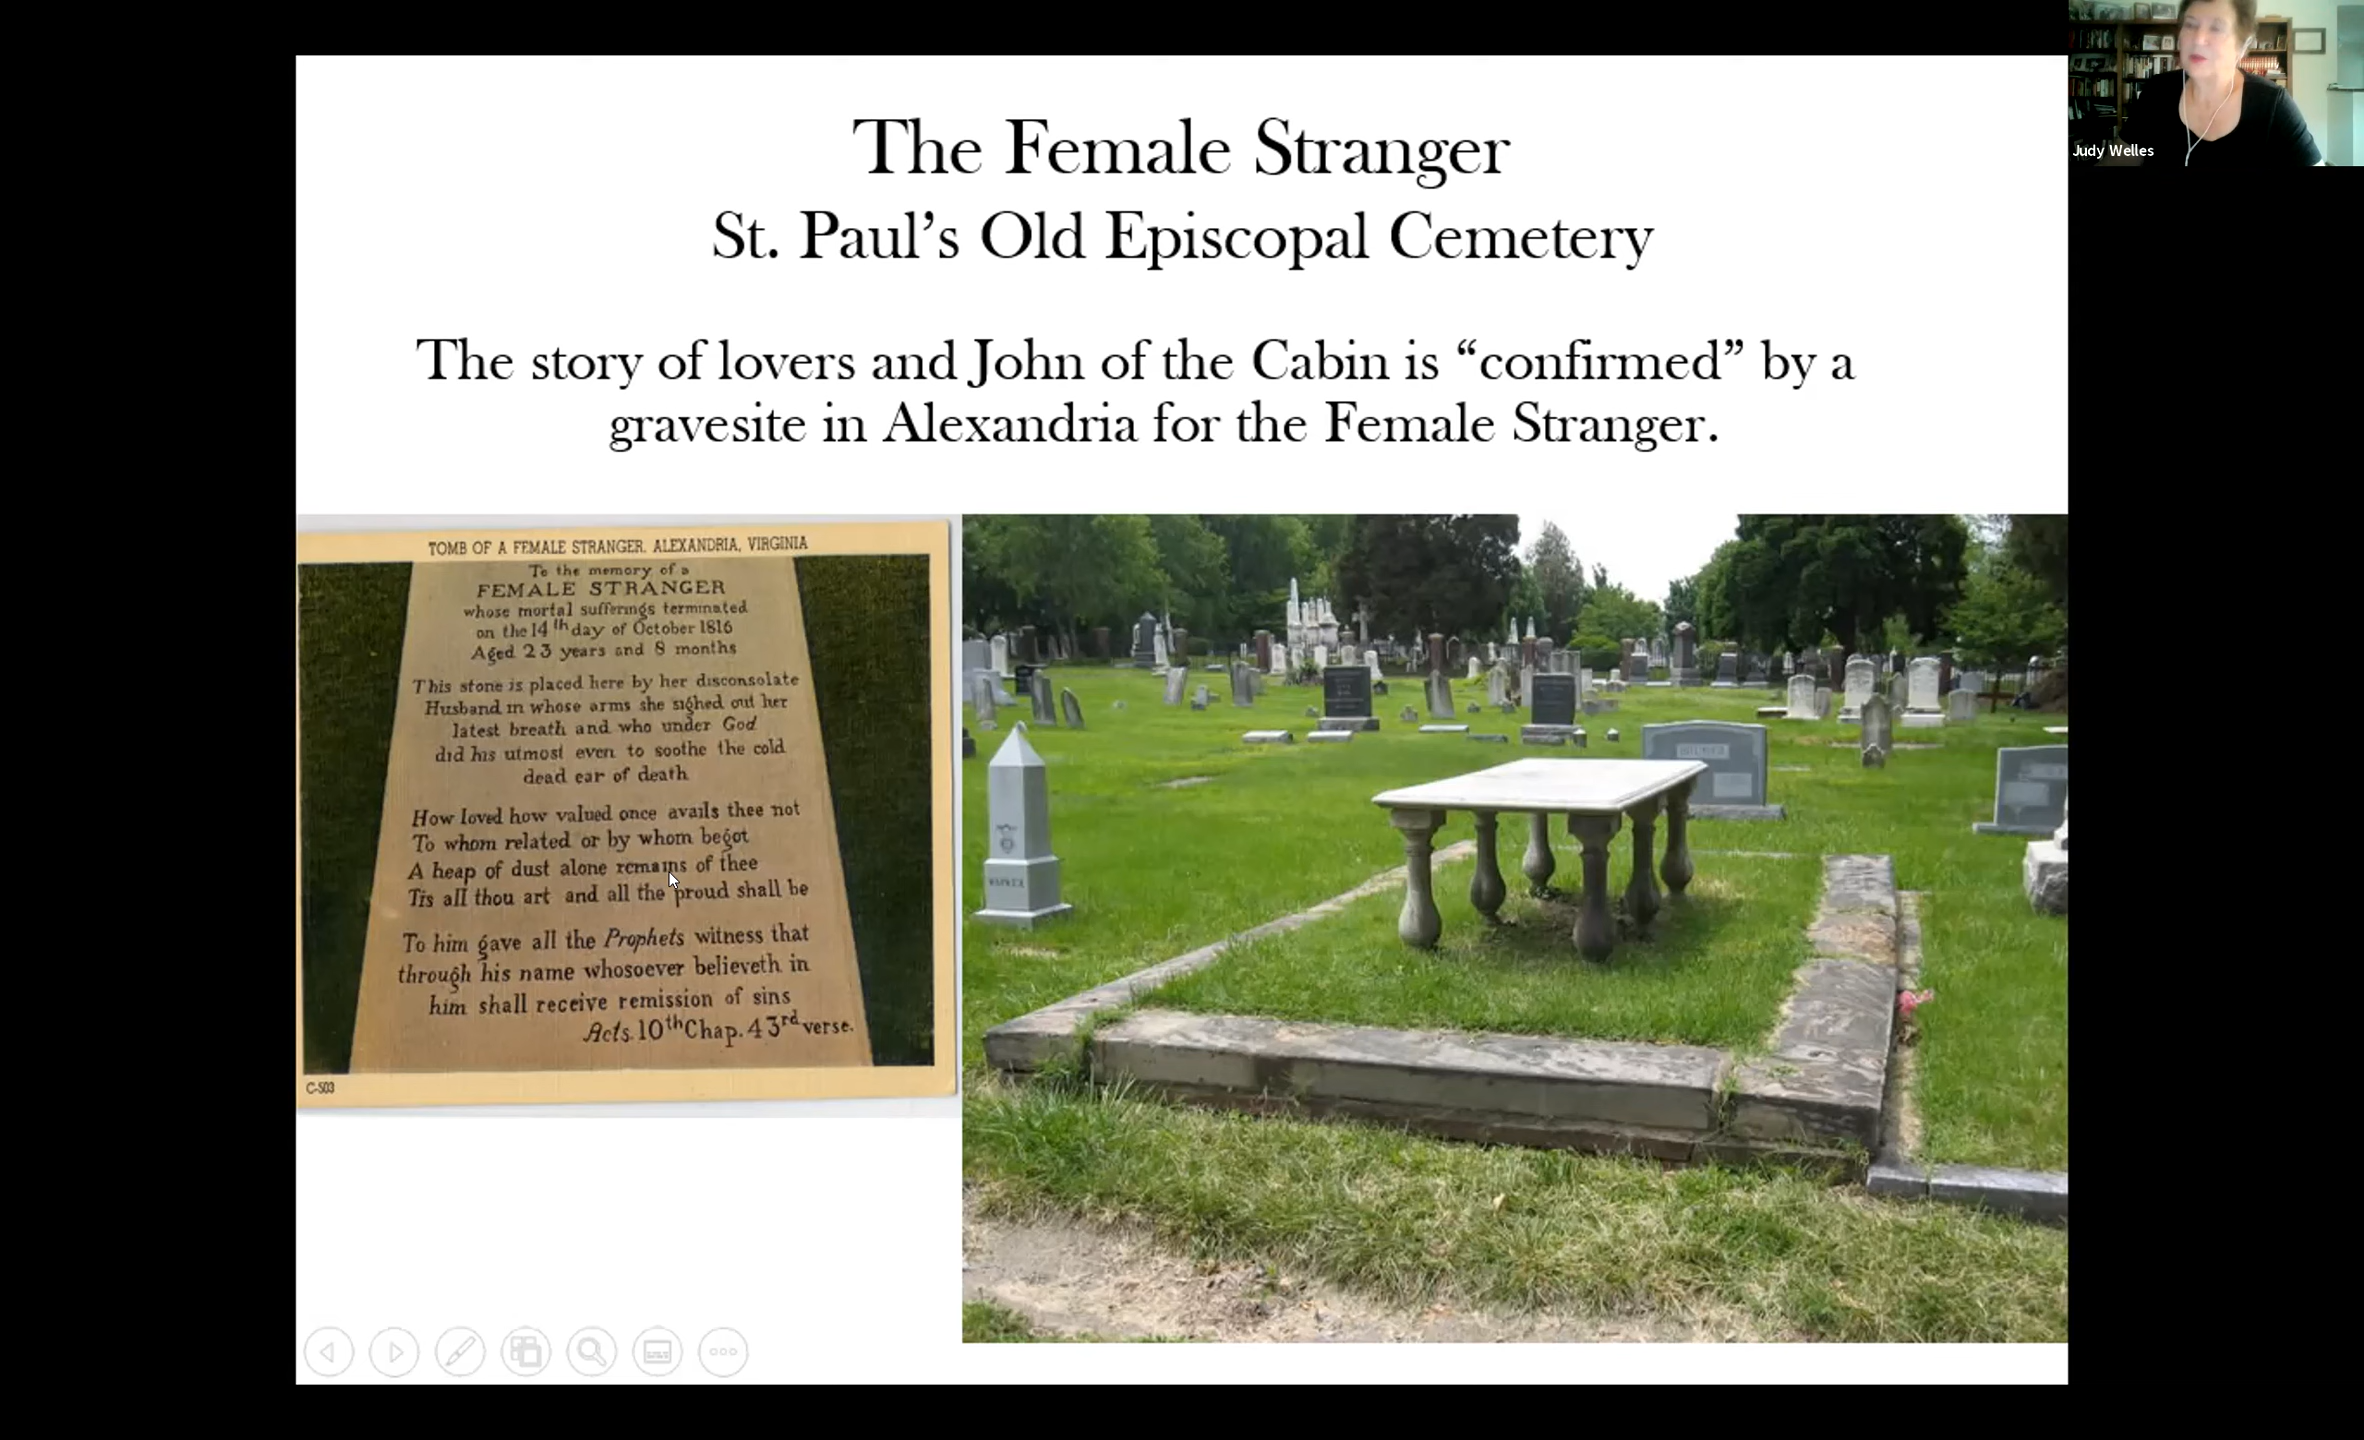 The Female Stranger
St. Paul's Old Episcopal Cemetery
The story of lovers and John of the Cabin is “confirmed” by a
gravesite in Alexandria for the Female Stranger.
TOMB OF A FEMALE STRANGER, ALEXANDRIA, VIRGINIA
To the memory of a
FEMALE STRANGER
whose mortal sufferings terminated
on the 14th day of October 1816
Aged 23 years and 8 months
This stone is placed here by her disconsolate
Husband in whose arms she sighed out her
latest breath and who under God
did his utmost even to soothe the cold
dead ear of death
How loved how valued once avails thee not
To whom related or by whom begot
A heap of dust alone remains of thee
Tis all thou art and all the proud shall be
To him gave all the Prophets witness that
through his name whosoever believeth in
him shall receive remission of sins
Acts. 10th Chap. 43rd verse.
C-503
Judy Welles